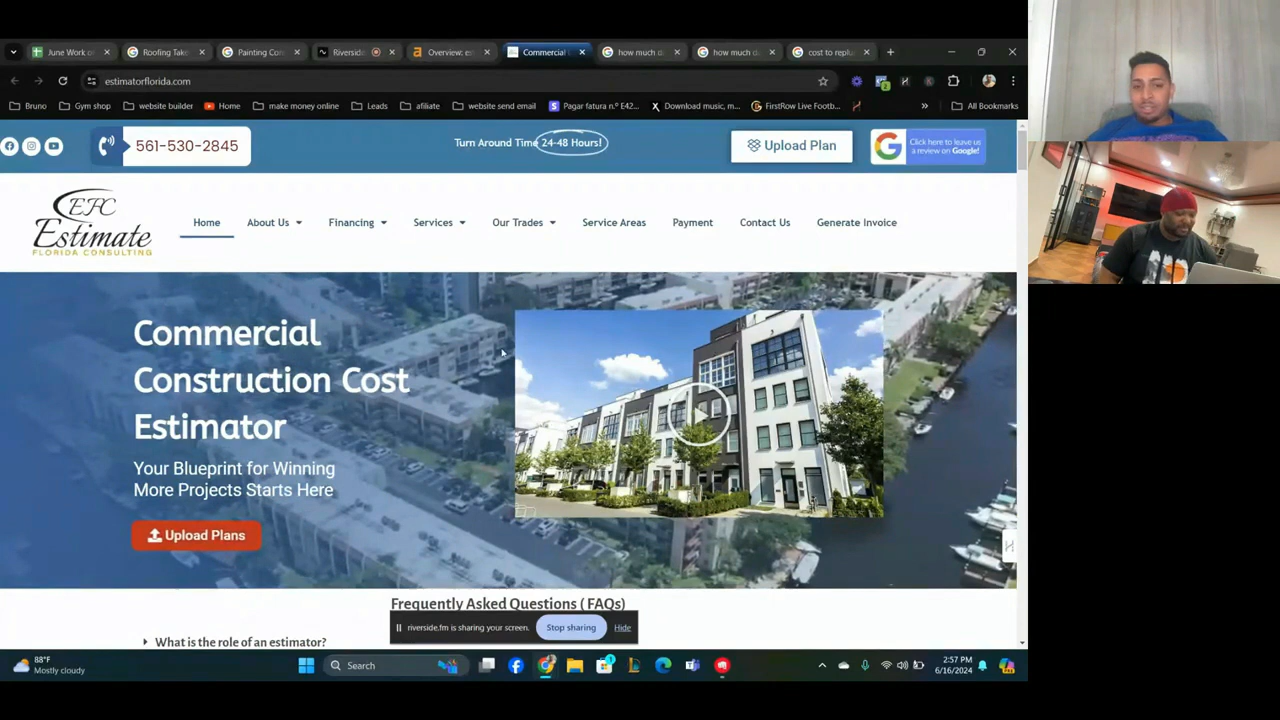 June Work o
Roofing Take
Painting Con
Riverside
Overview: es
Commercial
how much d
how much d
cost to repl
estimatorflorida.com
Bruno
Gym shop
website builder
Home
make money online
Leads
afiliate
website send email
Pagar fatura n.º E42...
Download music, m...
FirstRow Live Footb...
»
All Bookmarks
561-530-2845
Turn Around Time 24-48 Hours!
Upload Plan
Click here to leave us
a review on Google!
EFC
Estimate
FLORIDA CONSULTING
Home
About Us
Financing
Services
Our Trades
Service Areas
Payment
Contact Us
Generate Invoice
Commercial
Construction Cost
Estimator
Your Blueprint for Winning
More Projects Starts Here
Upload Plans
Frequently Asked Questions ( FAQs)
What is the role of an estimator?
riverside.fm is sharing your screen.
Stop sharing
Hide
88°F
Mostly cloudy
Search
2:57 PM
6/16/2024